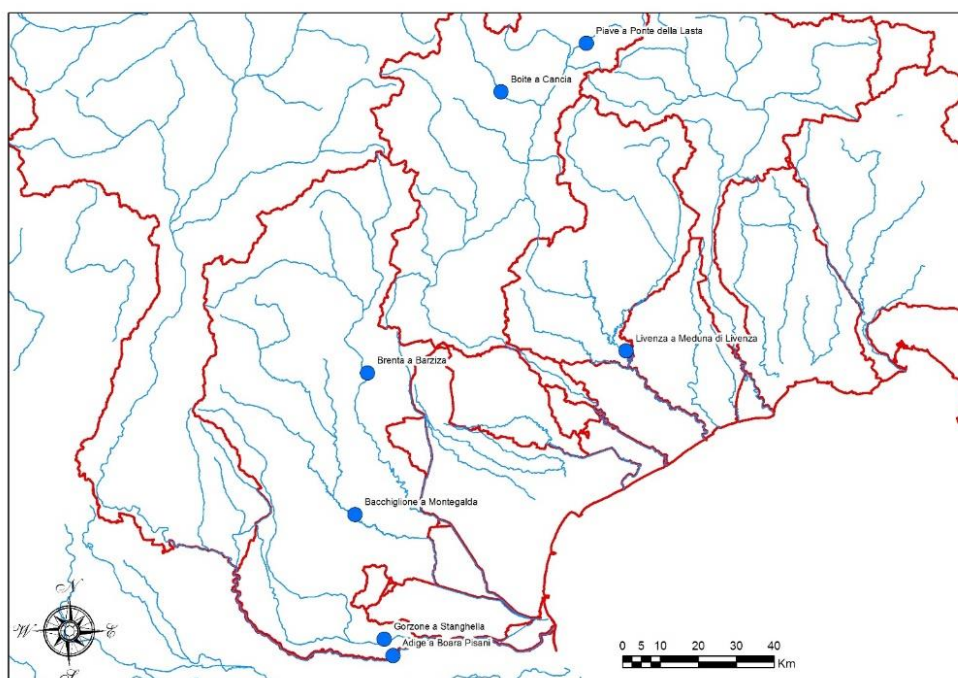 Piave a Ponte della Lasta
Boite a Cancia
Livenza a Meduna di Livenza
Brenta a Barziza
Bacchiglione a Montegalda
Gorzone a Stanghella
Adige a Boara Pisani
N
W E
S
0 5 10 20 30 40
Km